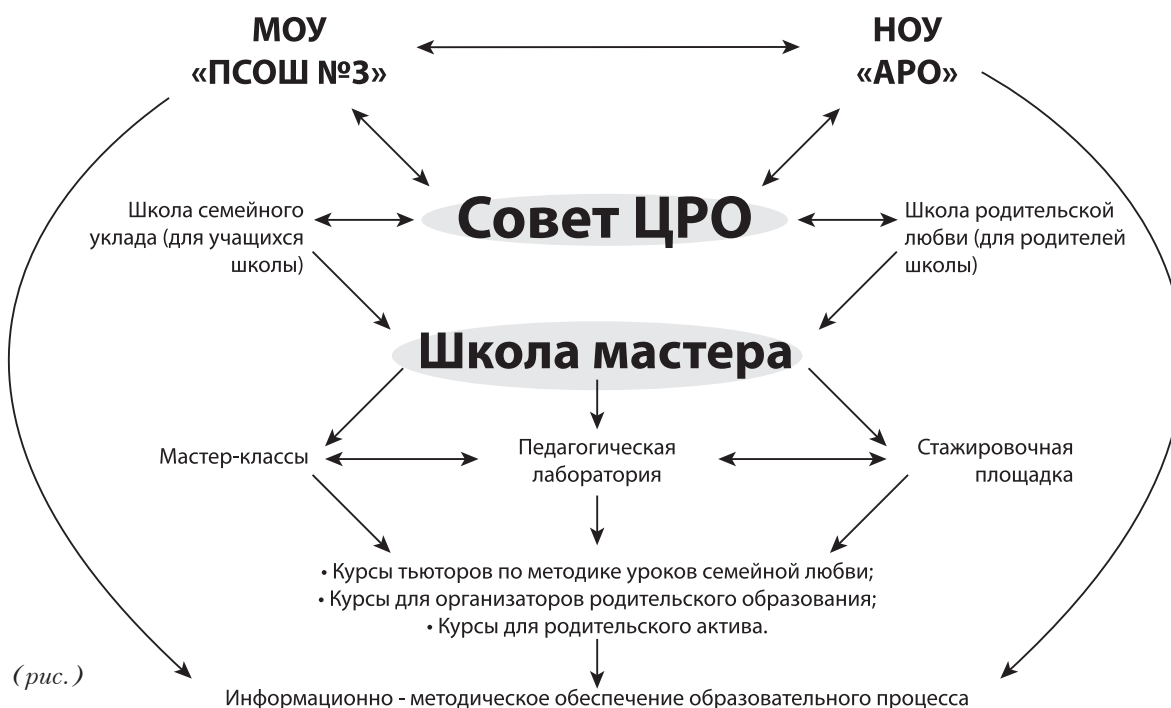 МОУ
«ПСОШ №3»
НОУ
«АРО»
Совет ЦРО
Школа семейного
уклада (для учащихся
школы)
Школа родительской
любви (для родителей
школы)
Школа мастера
Мастер-классы
Педагогическая
лаборатория
Стажировочная
площадка
• Курсы тьюторов по методике уроков семейной любви;
• Курсы для организаторов родительского образования;
• Курсы для родительского актива.
(рис.)
Информационно - методическое обеспечение образовательного процесса